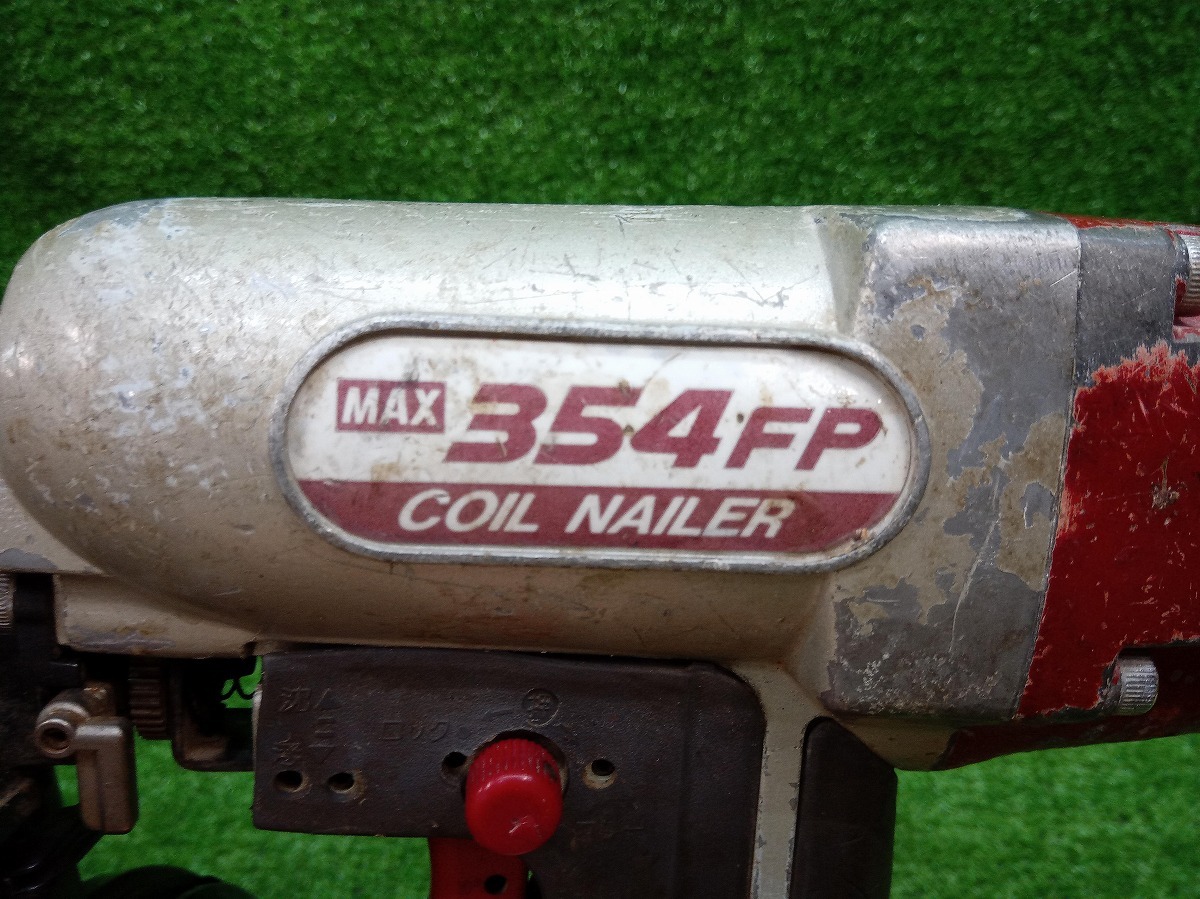 MAX 354FP
COIL NAILER
ロック